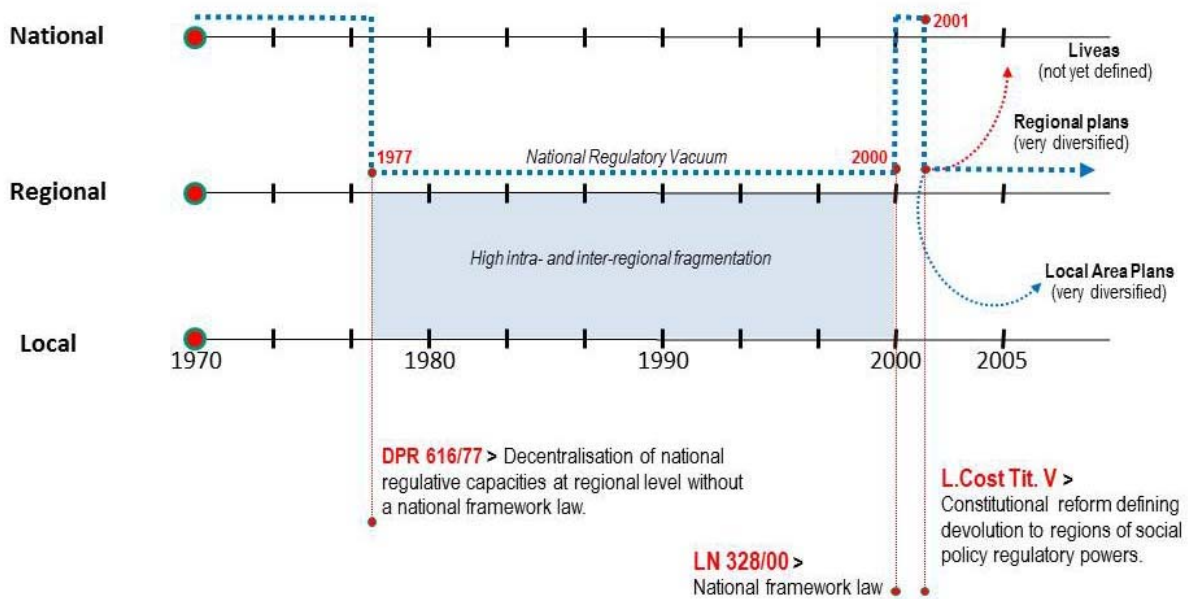 National
2001
Liveas
(not yet defined)
Regional plans
(very diversified)
1977
National Regulatory Vacuum
2000
Regional
High intra- and inter-regional fragmentation
Local Area Plans
(very diversified)
Local
1970
1980
1990
2000
2005
DPR 616/77 > Decentralisation of national
regulative capacities at regional level without
a national framework law.
L.Cost Tit. V >
Constitutional reform defining
devolution to regions of social
policy regulatory powers.
LN 328/00 >
National framework law